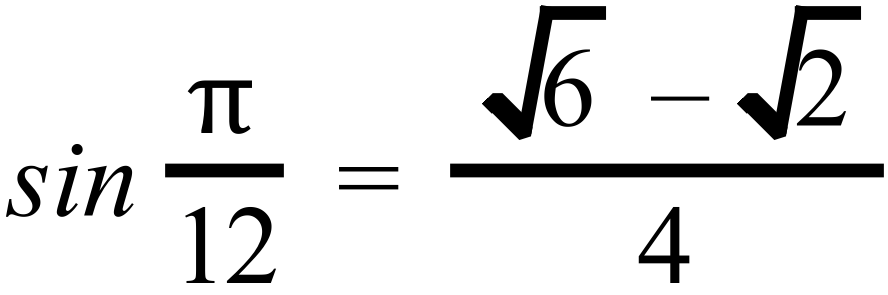 sin π/12 = (√6 − √2)/4